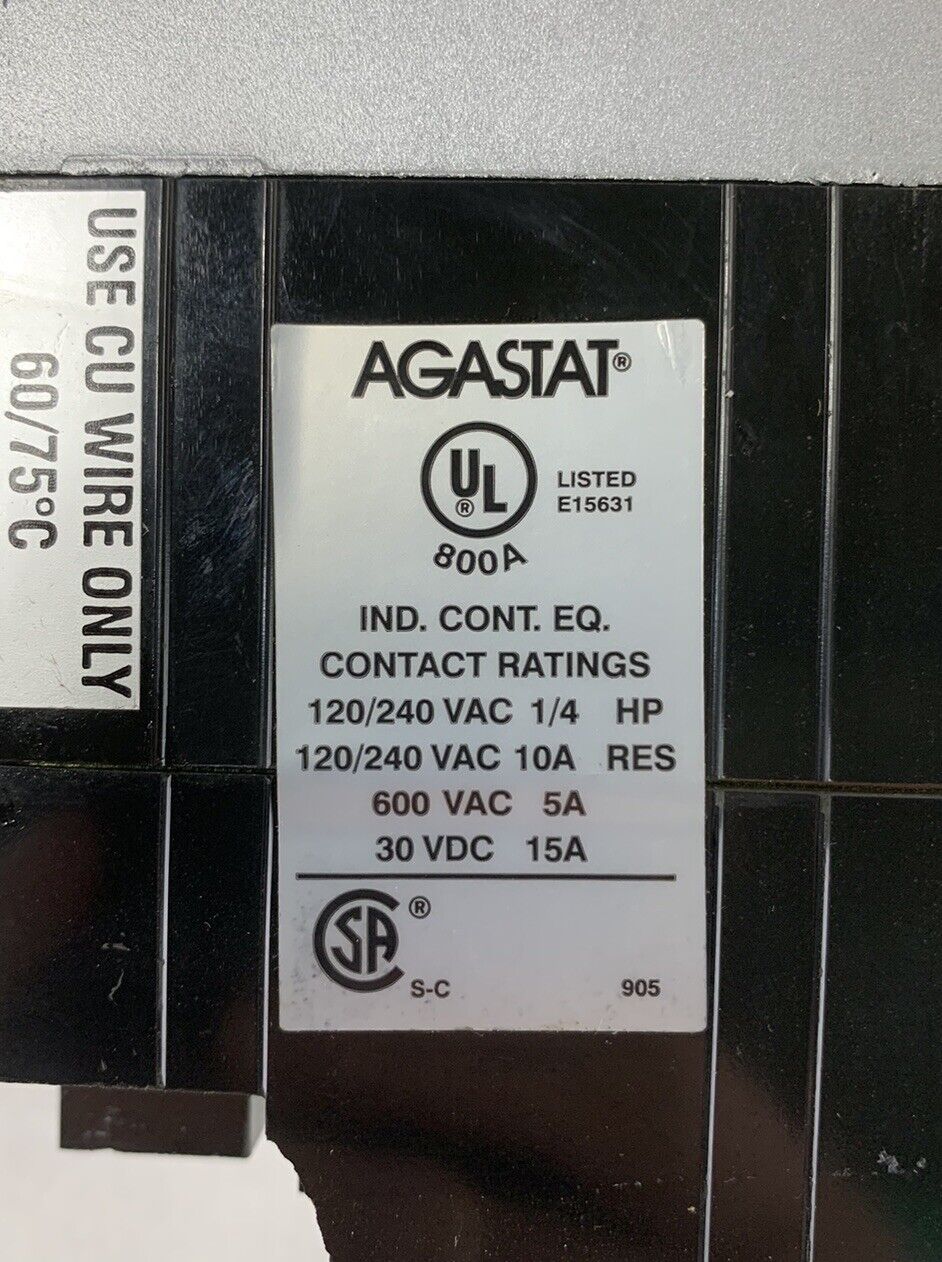 USE CU WIRE ONLY
60/75°C
AGASTAT®
UL ®
LISTED
E15631
800A
IND. CONT. EQ.
CONTACT RATINGS
120/240 VAC 1/4 HP
120/240 VAC 10A RES
600 VAC 5A
30 VDC 15A
CSA ®
S-C 905